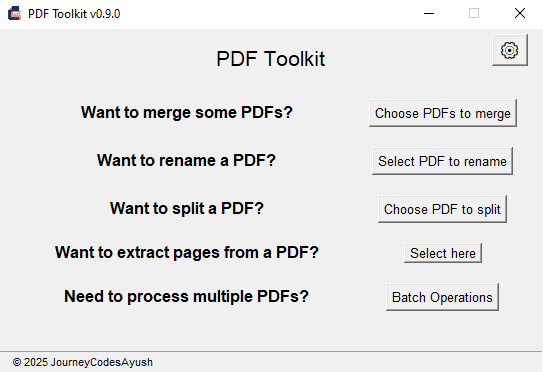 PDF Toolkit v0.9.0
PDF Toolkit
Want to merge some PDFs? Choose PDFs to merge
Want to rename a PDF? Select PDF to rename
Want to split a PDF? Choose PDF to split
Want to extract pages from a PDF? Select here
Need to process multiple PDFs? Batch Operations
© 2025 JourneyCodesAyush